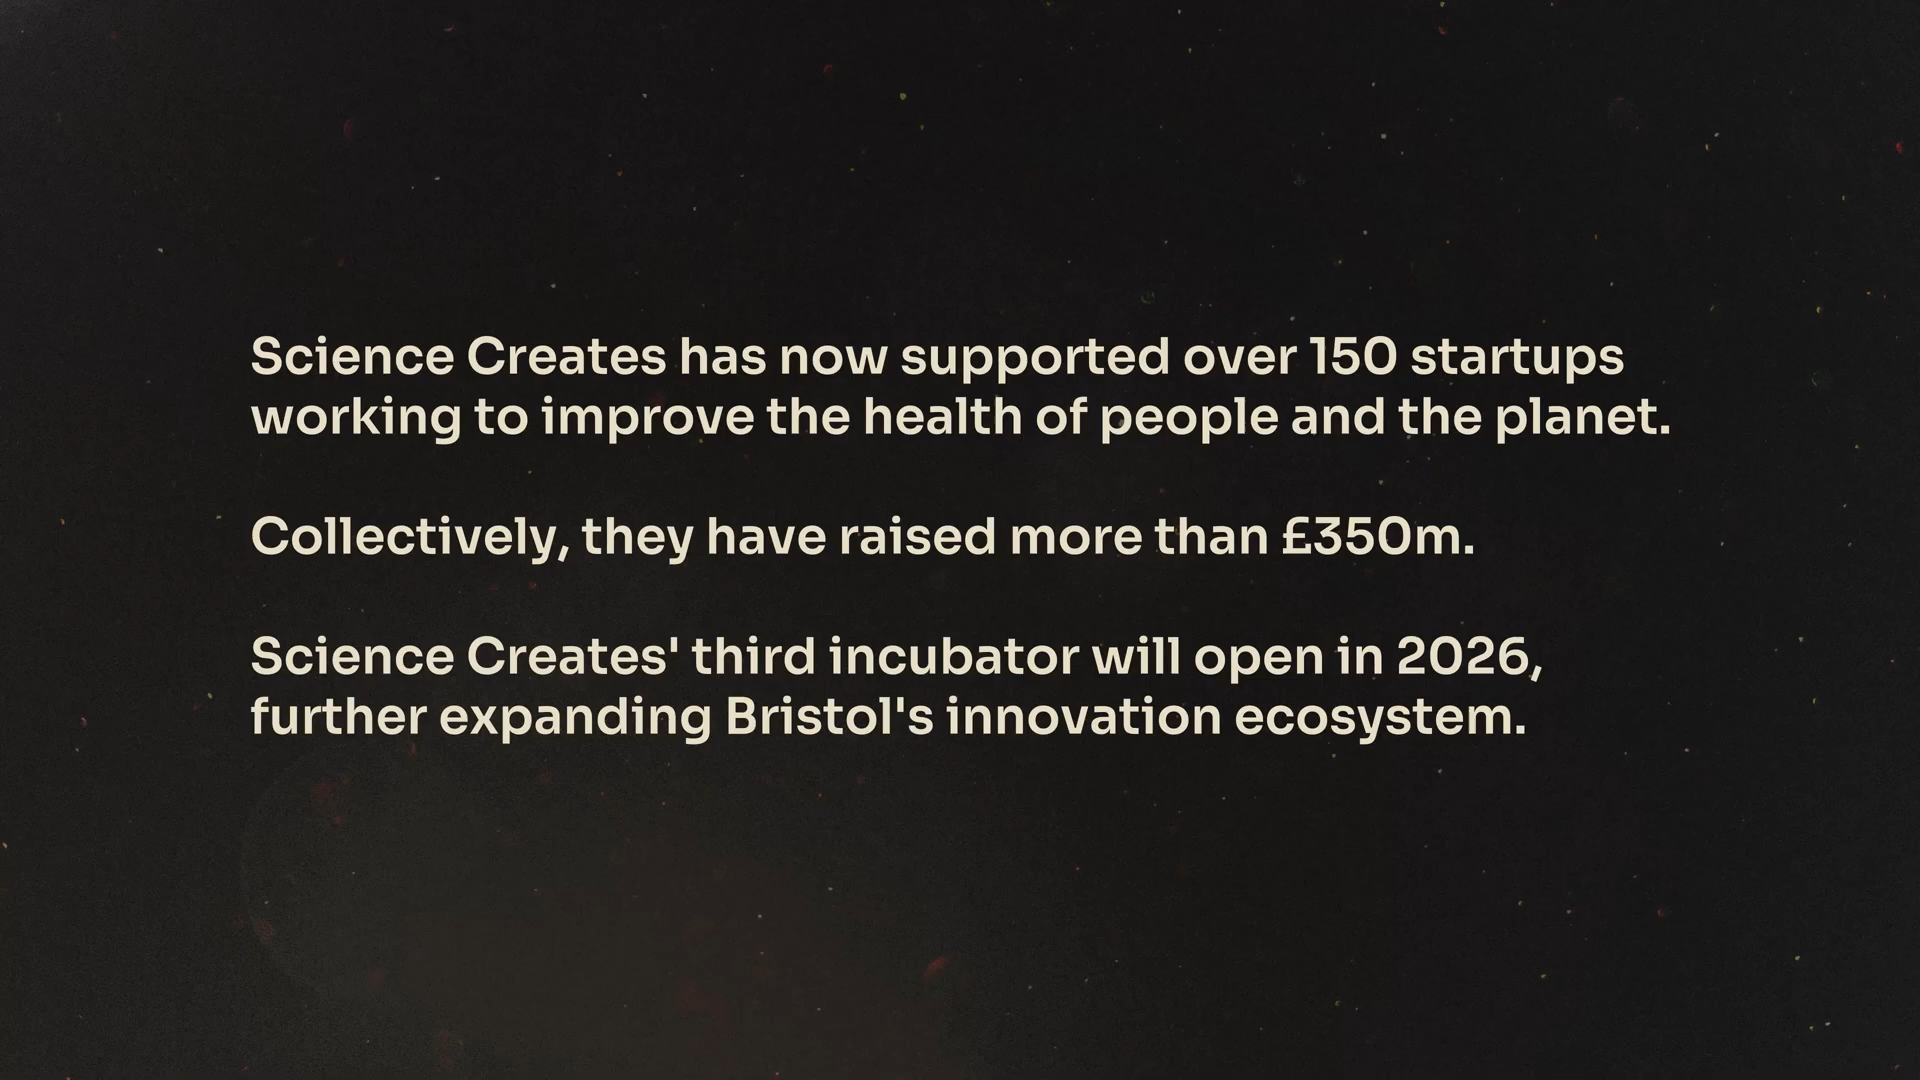 Science Creates has now supported over 150 startups
working to improve the health of people and the planet.
Collectively, they have raised more than £350m.
Science Creates' third incubator will open in 2026,
further expanding Bristol's innovation ecosystem.